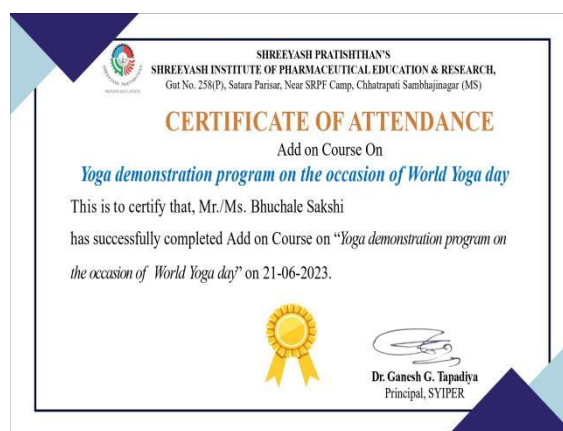 SHREEYASH PRATISHTHAN'S
SHREEYASH INSTITUTE OF PHARMACEUTICAL EDUCATION & RESEARCH,
Gut No. 258(P), Satara Parisar, Near SRPF Camp, Chhatrapati Sambhajinagar (MS)
CERTIFICATE OF ATTENDANCE
Add on Course On
Yoga demonstration program on the occasion of World Yoga day
This is to certify that, Mr./Ms. Bhuchale Sakshi
has successfully completed Add on Course on “Yoga demonstration program on
the occasion of World Yoga day” on 21-06-2023.
Dr. Ganesh G. Tapadiya
Principal, SYIPER